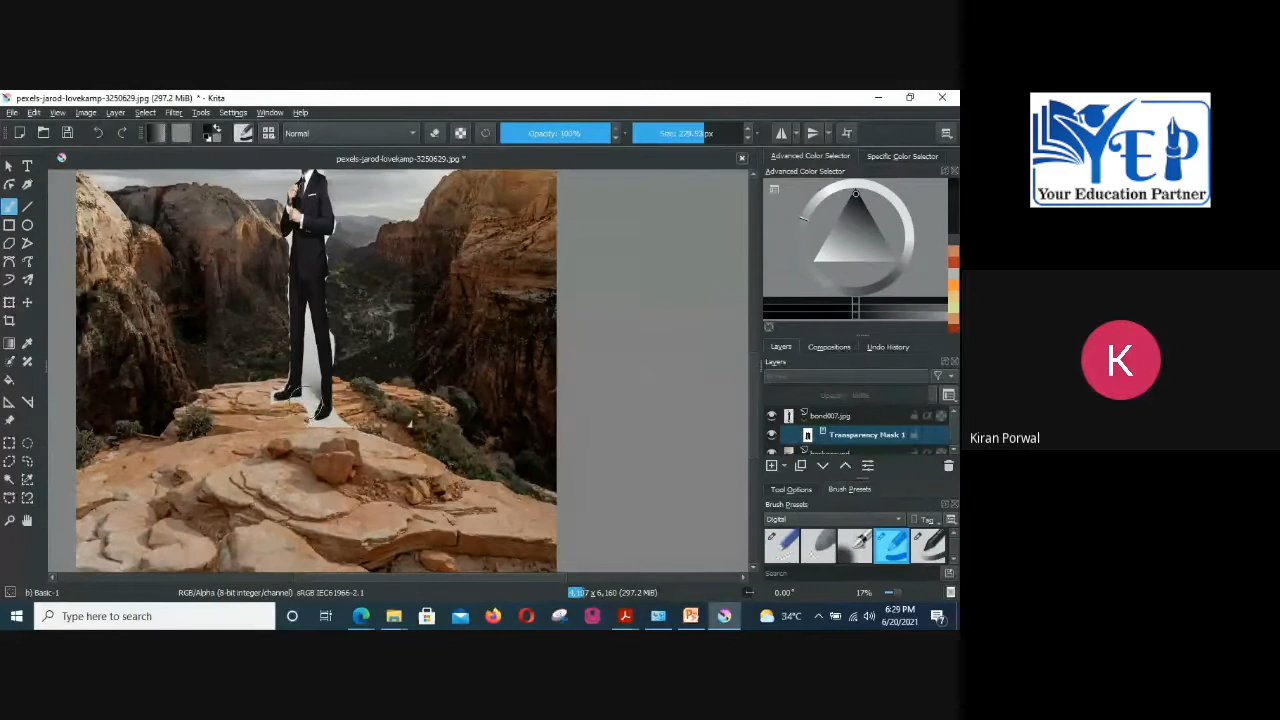 pexels-jarod-lovekamp-3250629.jpg (297.2 MiB) * - Krita
File Edit View Image Layer Select Filter Tools Settings Window Help
Normal
Opacity: 100%
Size: 229.93 px
pexels-jarod-lovekamp-3250629.jpg *
Advanced Color Selector Specific Color Selector
Advanced Color Selector
Layers Compositions Undo History
Layers
bond007.jpg
Transparency Mask 1
background
Tool Options Brush Presets
Brush Presets
Digital
Tag
Search
b) Basic-1
RGB/Alpha (8-bit integer/channel) sRGB IEC61966-2.1
4,107 x 6,160 (297.2 MiB)
0.00°
17%
Type here to search
34°C
6:29 PM
6/20/2021
7
YEP
Your Education Partner
K
Kiran Porwal